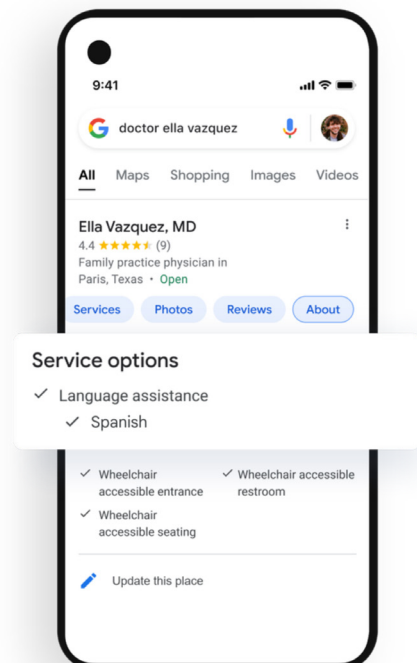 9:41
doctor ella vazquez
All Maps Shopping Images Videos
Ella Vazquez, MD
4.4 ★★★★★ (9)
Family practice physician in
Paris, Texas • Open
Services Photos Reviews About
Service options
✓ Language assistance
✓ Spanish
✓ Wheelchair
accessible entrance
✓ Wheelchair accessible
restroom
✓ Wheelchair
accessible seating
Update this place